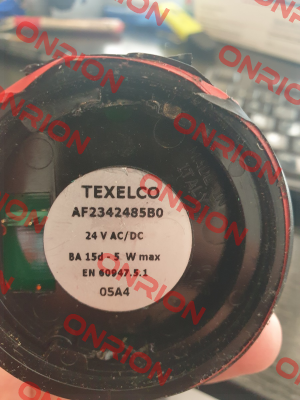 TEXELCO
AF2342485B0
24 V AC/DC
BA 15d - 5 W max
EN 60947.5.1
05A4
ONRION
ONRION
ONRION
ONRION
ONRION
ONRION
ONRION
ONRION